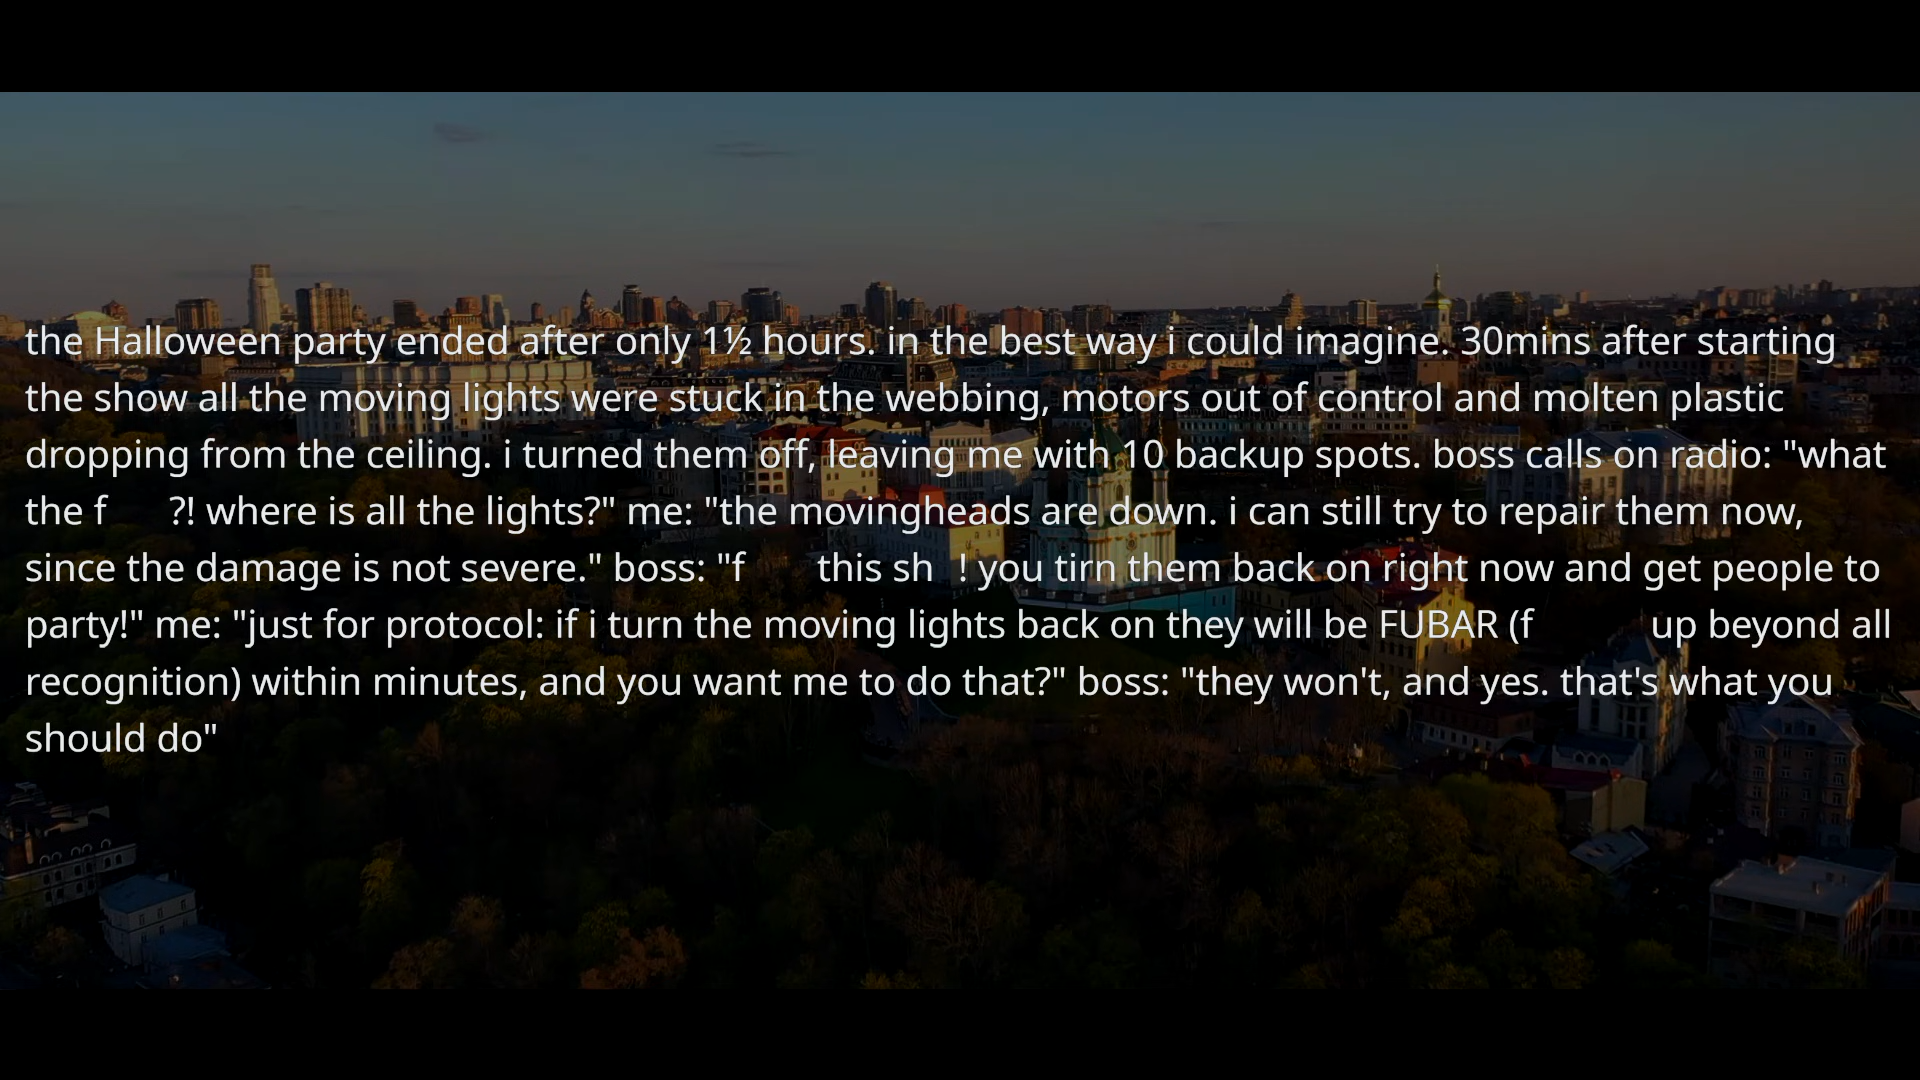 the Halloween party ended after only 1½ hours. in the best way i could imagine. 30mins after starting
the show all the moving lights were stuck in the webbing, motors out of control and molten plastic
dropping from the ceiling. i turned them off, leaving me with 10 backup spots. boss calls on radio: "what
the f ?! where is all the lights?" me: "the movingheads are down. i can still try to repair them now,
since the damage is not severe." boss: "f this sh ! you tirn them back on right now and get people to
party!" me: "just for protocol: if i turn the moving lights back on they will be FUBAR (f up beyond all
recognition) within minutes, and you want me to do that?" boss: "they won't, and yes. that's what you
should do"